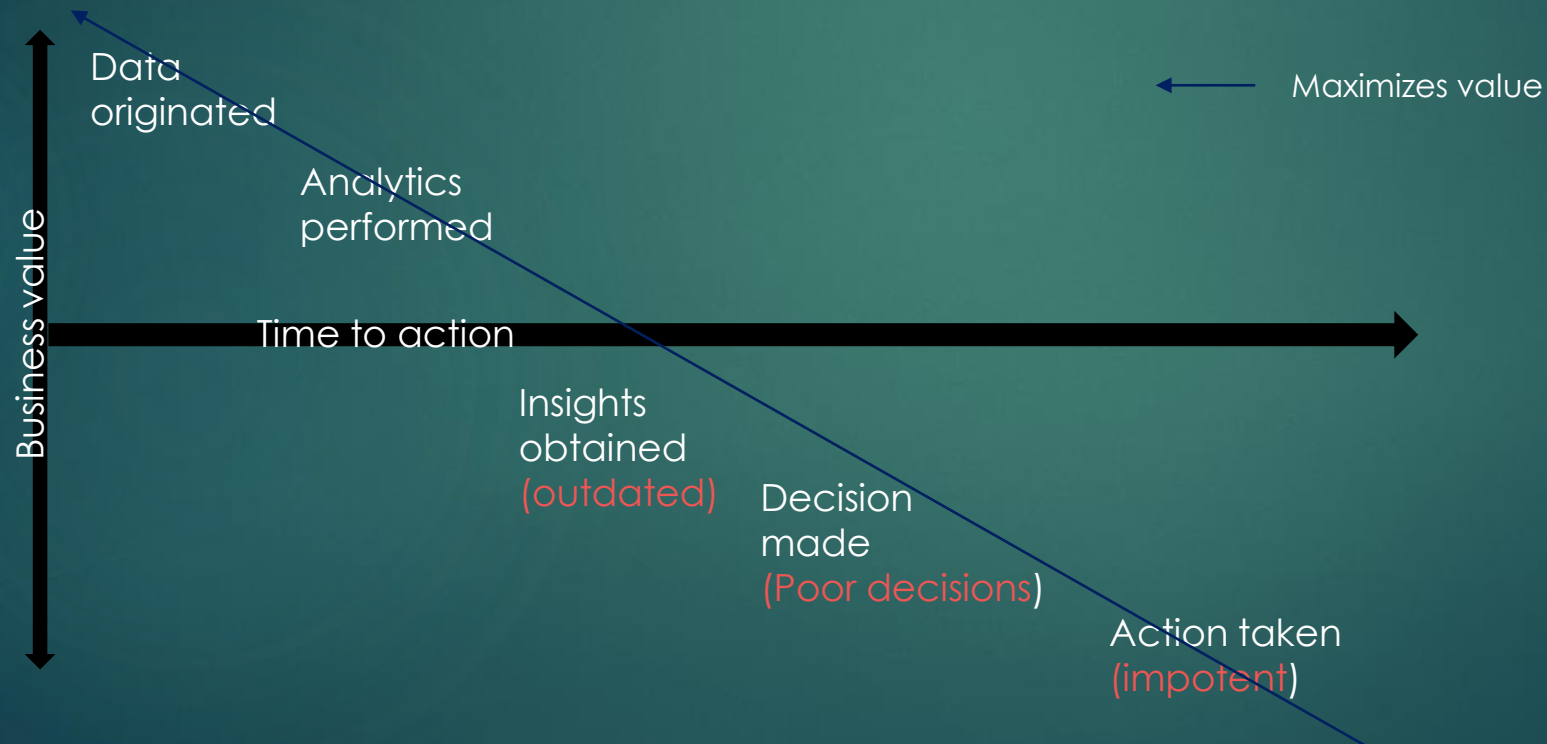 Data
originated
Maximizes value
Analytics
performed
Business value
Time to action
Insights
obtained
(outdated)
Decision
made
(Poor decisions)
Action taken
(impotent)